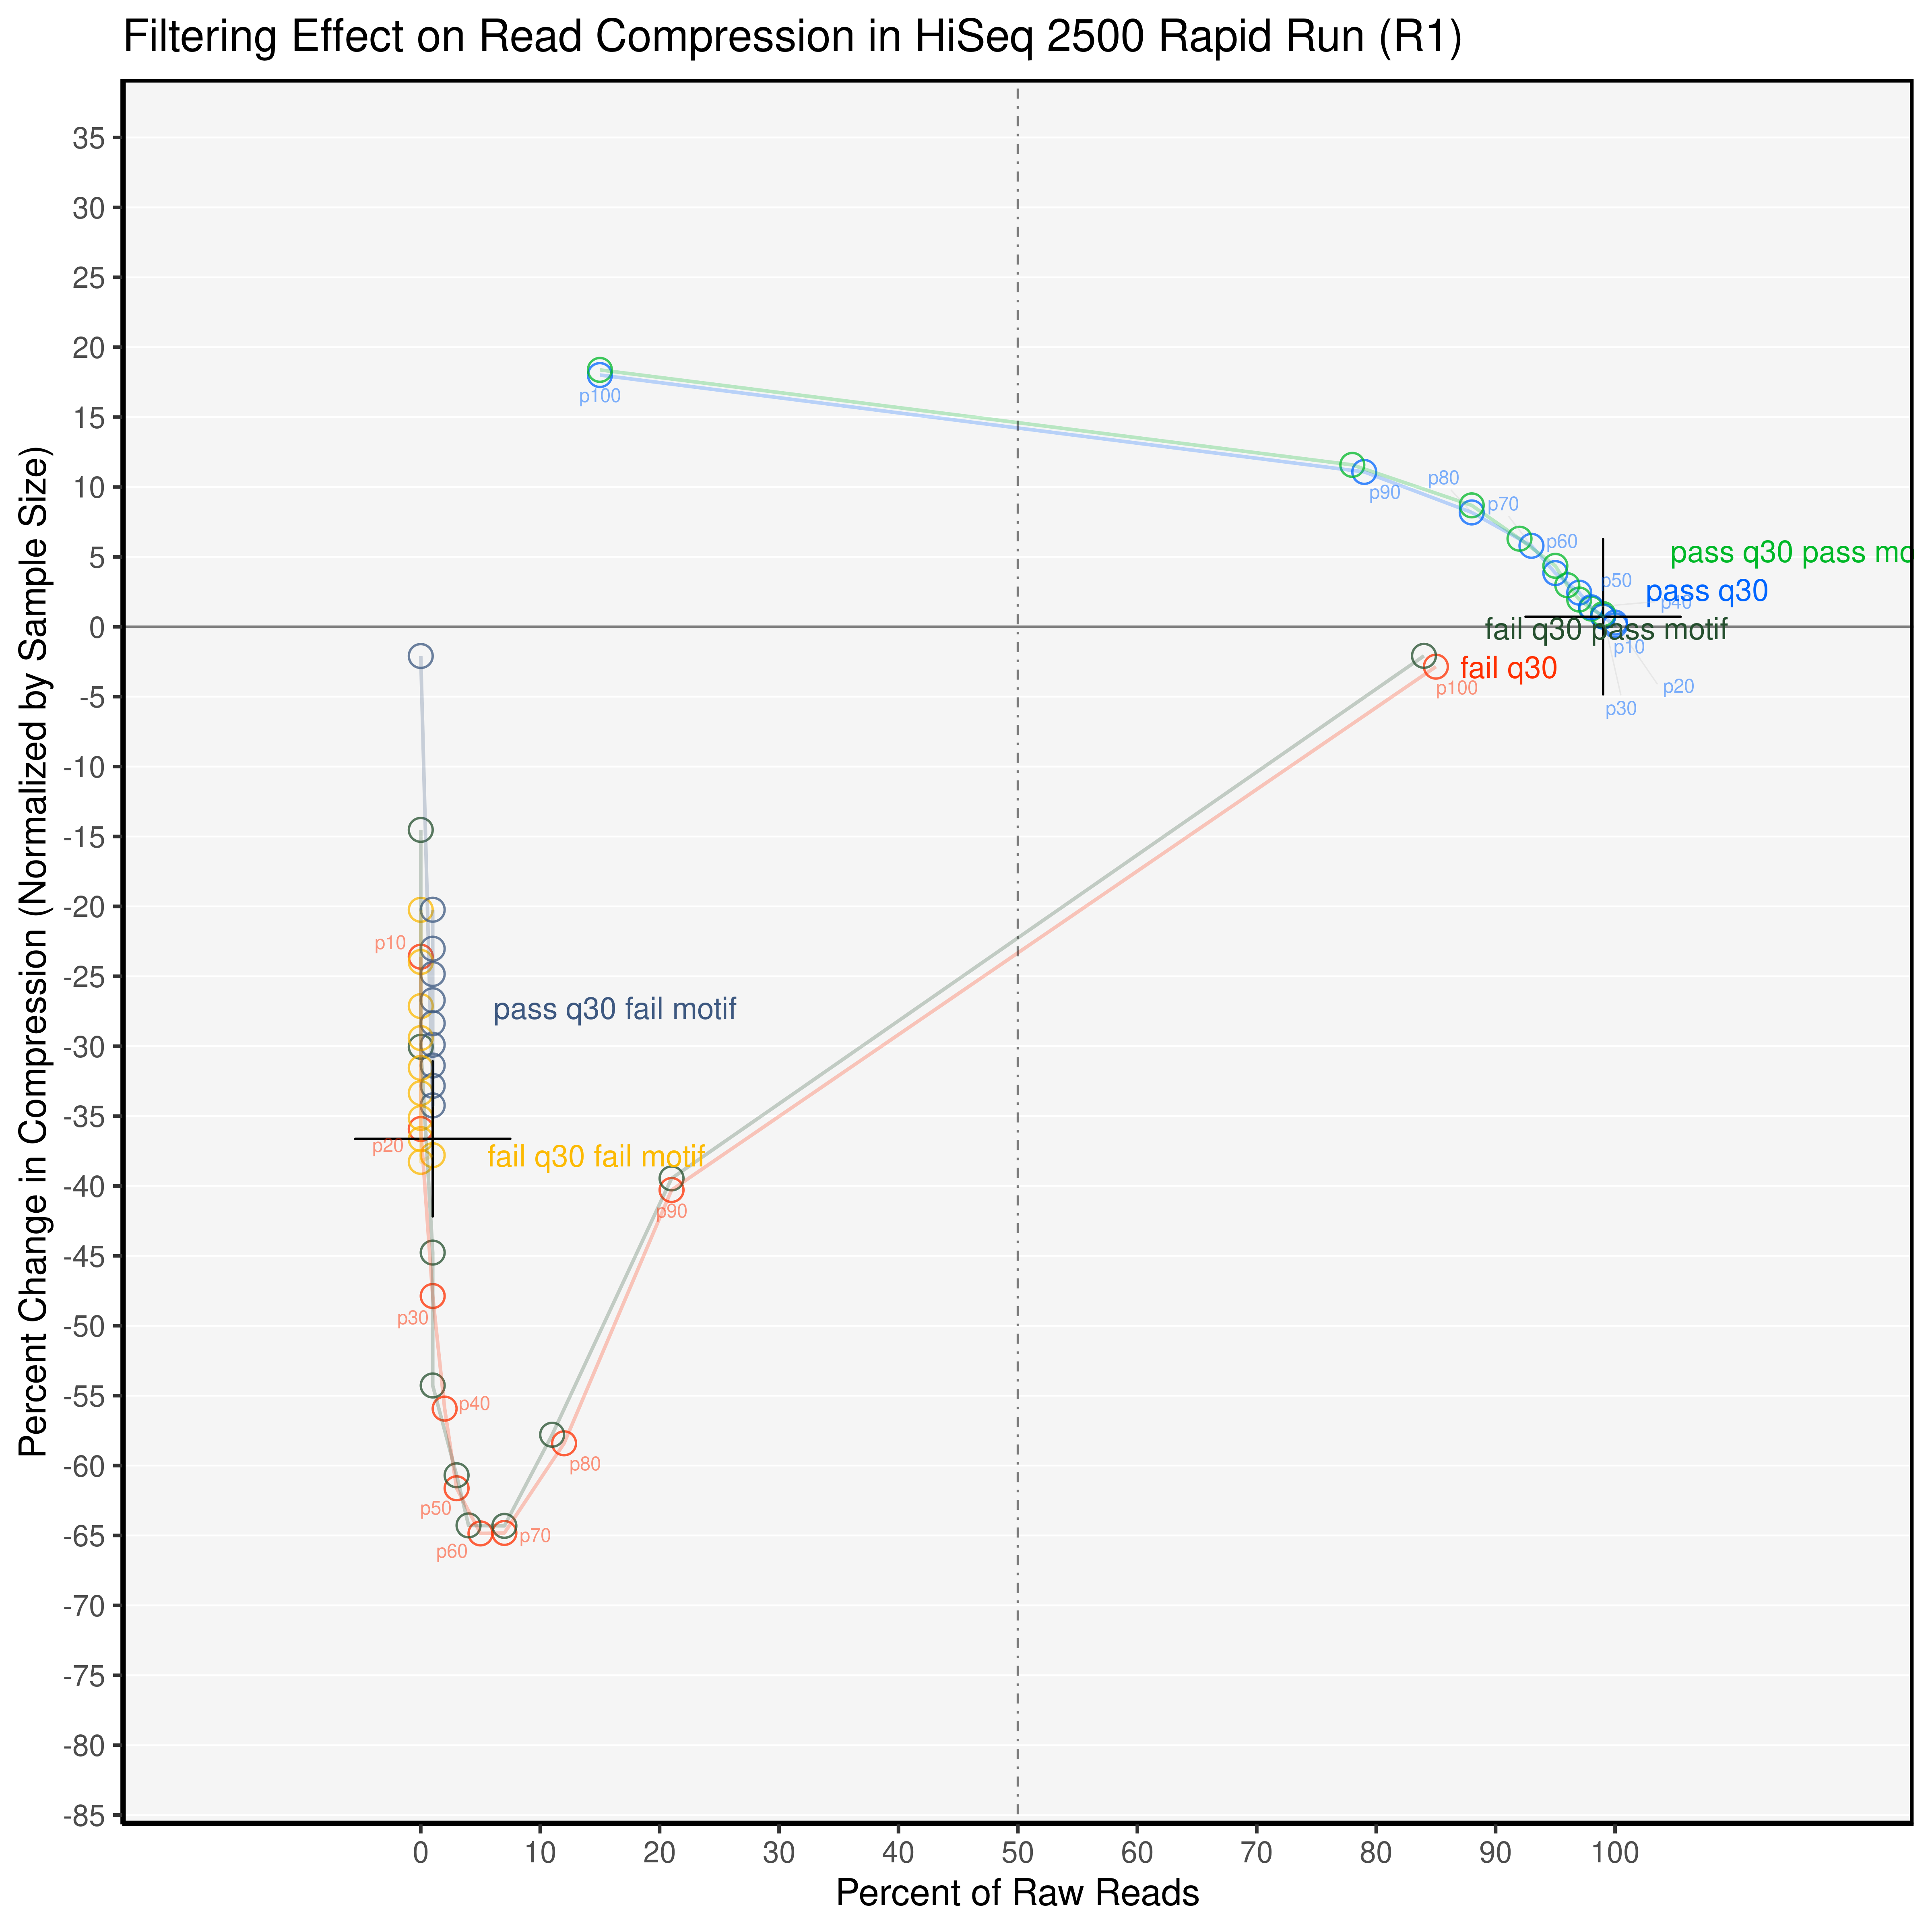 Filtering Effect on Read Compression in HiSeq 2500 Rapid Run (R1)
Percent Change in Compression (Normalized by Sample Size)
35
30
25
20
15
10
5
0
-5
-10
-15
-20
-25
-30
-35
-40
-45
-50
-55
-60
-65
-70
-75
-80
-85
p100
p80
p90
p70
p60
pass q30 pass mo
p50
pass q30
p40
fail q30 pass motif
p10
fail q30
p100
p20
p30
p10
pass q30 fail motif
p20
fail q30 fail motif
p90
p30
p40
p80
p50
p70
p60
0 10 20 30 40 50 60 70 80 90 100
Percent of Raw Reads